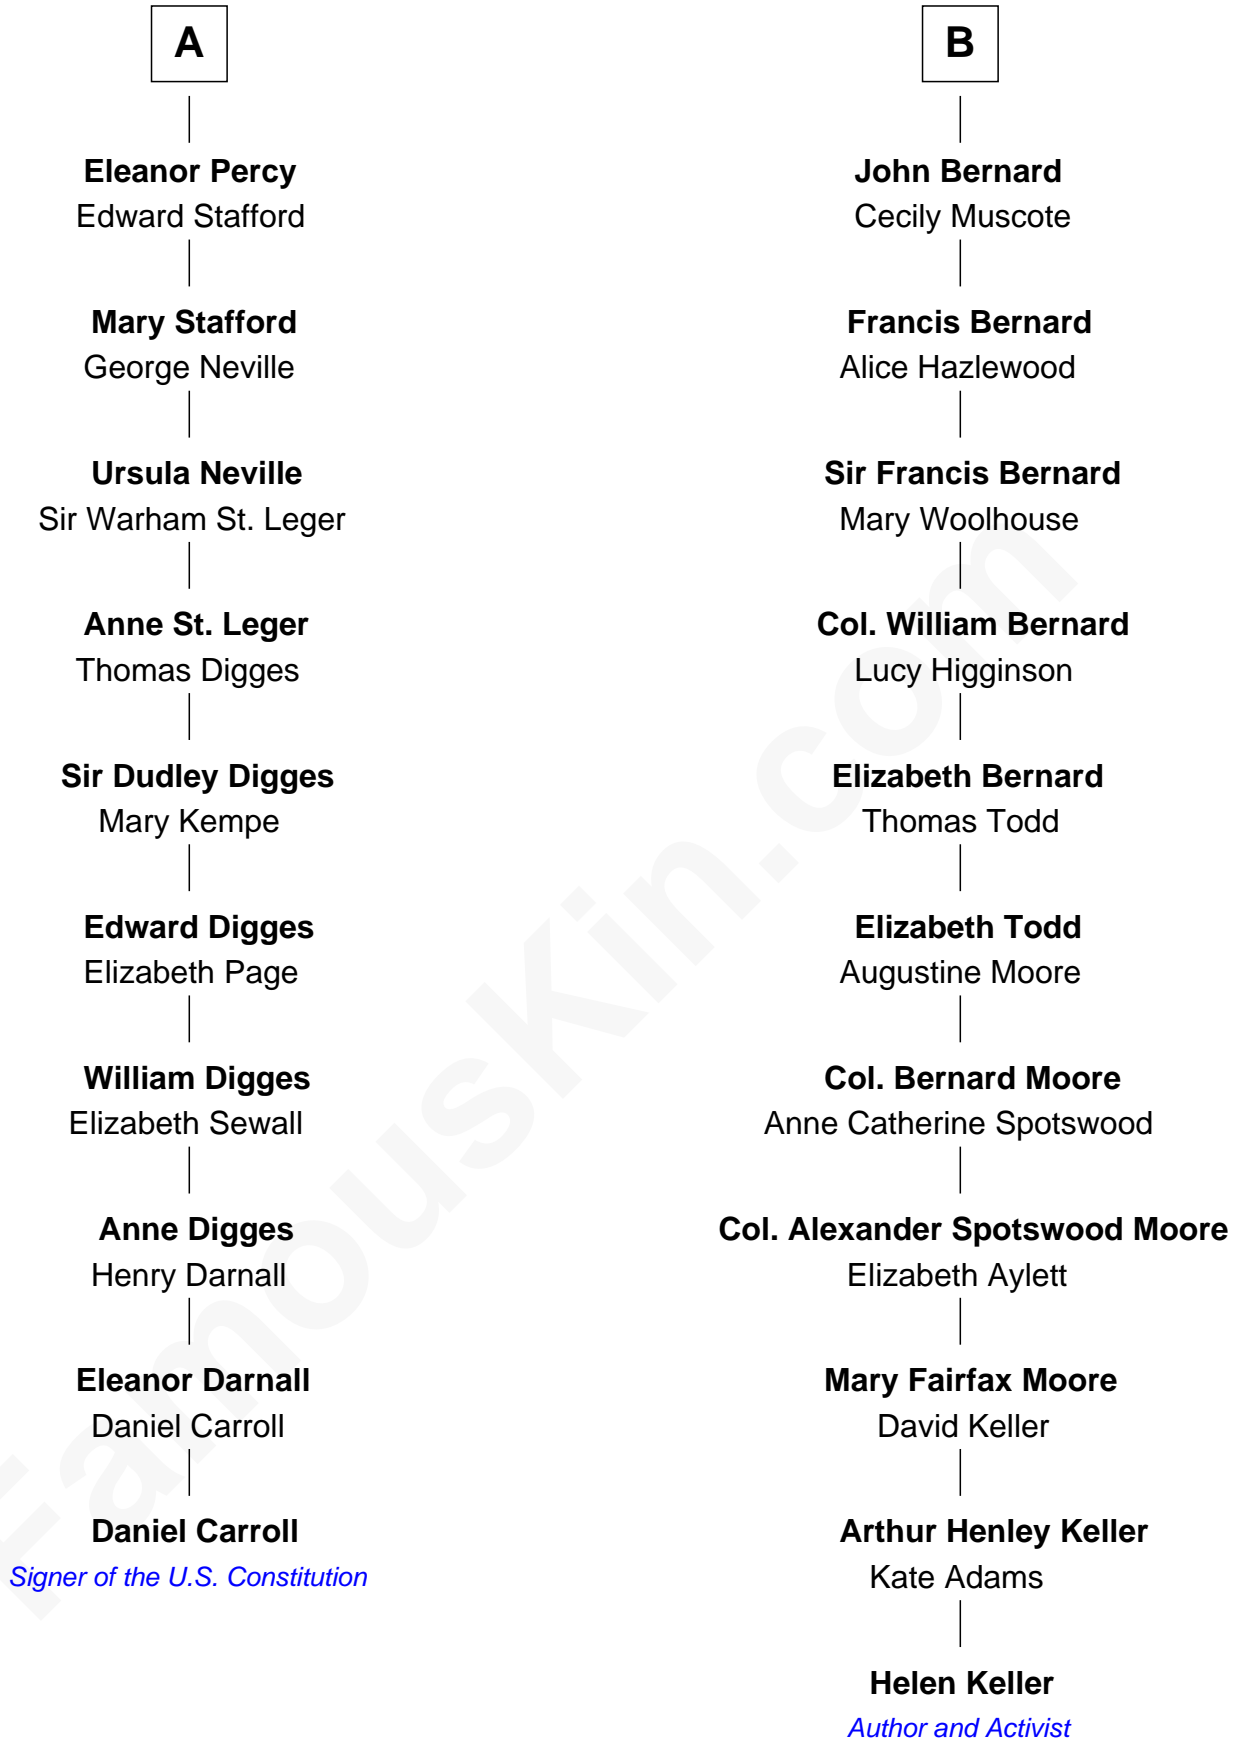 A
Eleanor Percy
Edward Stafford
Mary Stafford
George Neville
Ursula Neville
Sir Warham St. Leger
Anne St. Leger
Thomas Digges
Sir Dudley Digges
Mary Kempe
Edward Digges
Elizabeth Page
William Digges
Elizabeth Sewall
Anne Digges
Henry Darnall
Eleanor Darnall
Daniel Carroll
Daniel Carroll
Signer of the U.S. Constitution
B
John Bernard
Cecily Muscote
Francis Bernard
Alice Hazlewood
Sir Francis Bernard
Mary Woolhouse
Col. William Bernard
Lucy Higginson
Elizabeth Bernard
Thomas Todd
Elizabeth Todd
Augustine Moore
Col. Bernard Moore
Anne Catherine Spotswood
Col. Alexander Spotswood Moore
Elizabeth Aylett
Mary Fairfax Moore
David Keller
Arthur Henley Keller
Kate Adams
Helen Keller
Author and Activist
FamousKin.com